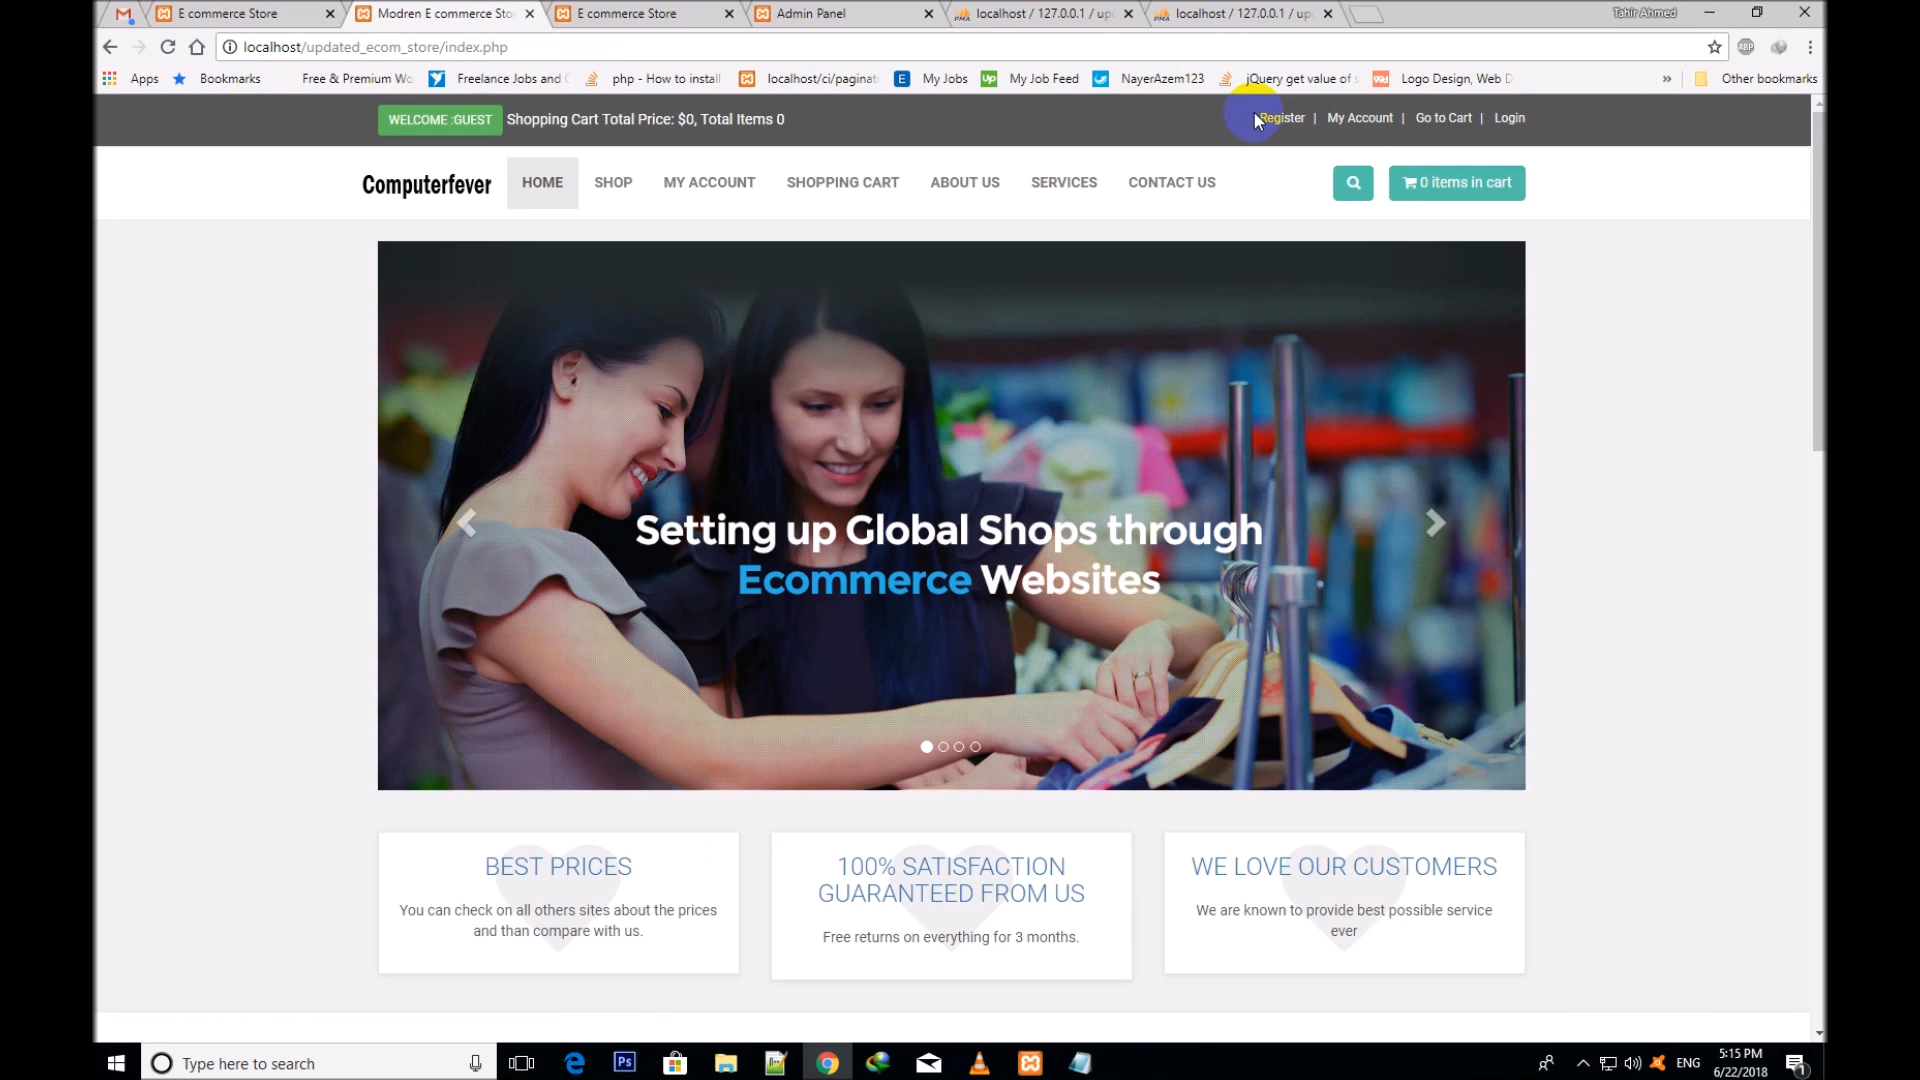 E commerce Store
Modren E commerce Sto
E commerce Store
Admin Panel
localhost / 127.0.0.1 / upd
localhost / 127.0.0.1 / upd
Tahir Ahmed
localhost/updated_ecom_store/index.php
Apps
Bookmarks
Free & Premium Wo
Freelance Jobs and
php - How to install
localhost/ci/paginati
My Jobs
My Job Feed
NayerAzem123
jQuery get value of s
Logo Design, Web D
Other bookmarks
WELCOME :GUEST Shopping Cart Total Price: $0, Total Items 0
Register | My Account | Go to Cart | Login
Computerfever
HOME SHOP MY ACCOUNT SHOPPING CART ABOUT US SERVICES CONTACT US
0 items in cart
Setting up Global Shops through
Ecommerce Websites
BEST PRICES
You can check on all others sites about the prices
and than compare with us.
100% SATISFACTION
GUARANTEED FROM US
Free returns on everything for 3 months.
WE LOVE OUR CUSTOMERS
We are known to provide best possible service
ever
Type here to search
ENG
5:15 PM
6/22/2018